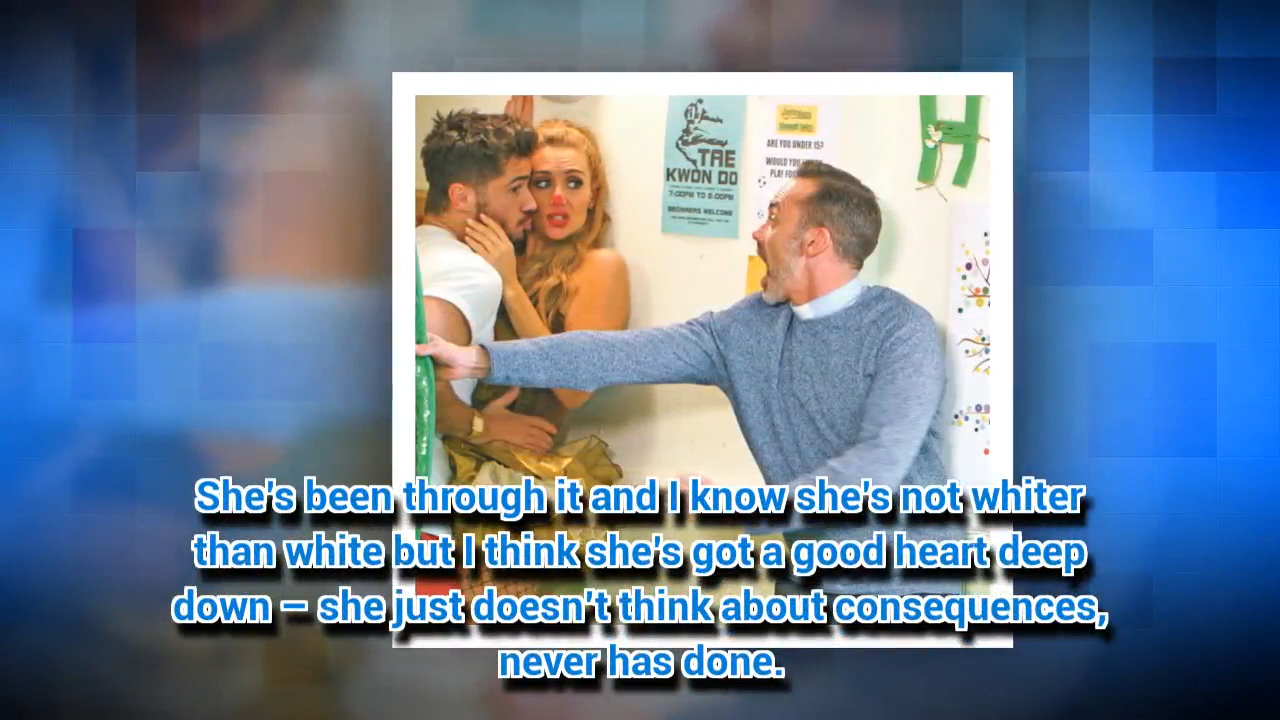 TAE
KWON DO
7:00PM TO 8:00PM
BEGINNERS WELCOME
ARE YOU UNDER 15?
WOULD YOU
PLAY
She's been through it and I know she's not whiter
than white but I think she's got a good heart deep
down – she just doesn't think about consequences,
never has done.